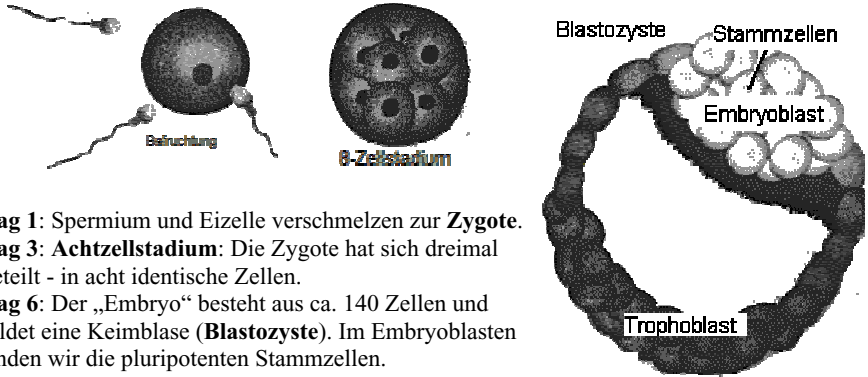 Befruchtung
8-Zellstadium
Blastozyste
Stammzellen
Embryoblast
Trophoblast
ag 1: Spermium und Eizelle verschmelzen zur Zygote.
ag 3: Achtzellstadium: Die Zygote hat sich dreimal
eteilt - in acht identische Zellen.
ag 6: Der „Embryo“ besteht aus ca. 140 Zellen und
ldet eine Keimblase (Blastozyste). Im Embryoblasten
nden wir die pluripotenten Stammzellen.